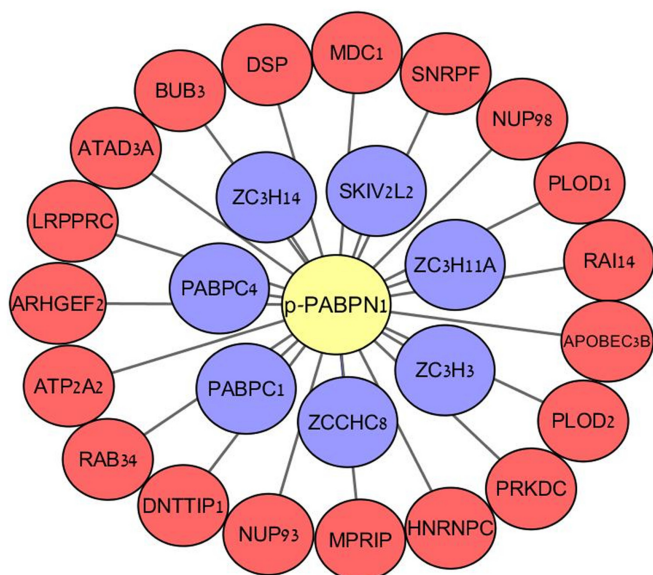 MDC1
DSP
SNRPF
BUB3
NUP98
ATAD3A
PLOD1
ZC3H14
SKIV2L2
LRPPRC
ZC3H11A
RAI14
PABPC4
ARHGEF2
p-PABPN1
APOBEC3B
ZC3H3
ATP2A2
PABPC1
PLOD2
ZCCHC8
RAB34
PRKDC
DNTTIP1
HNRNPC
NUP93
MPRIP